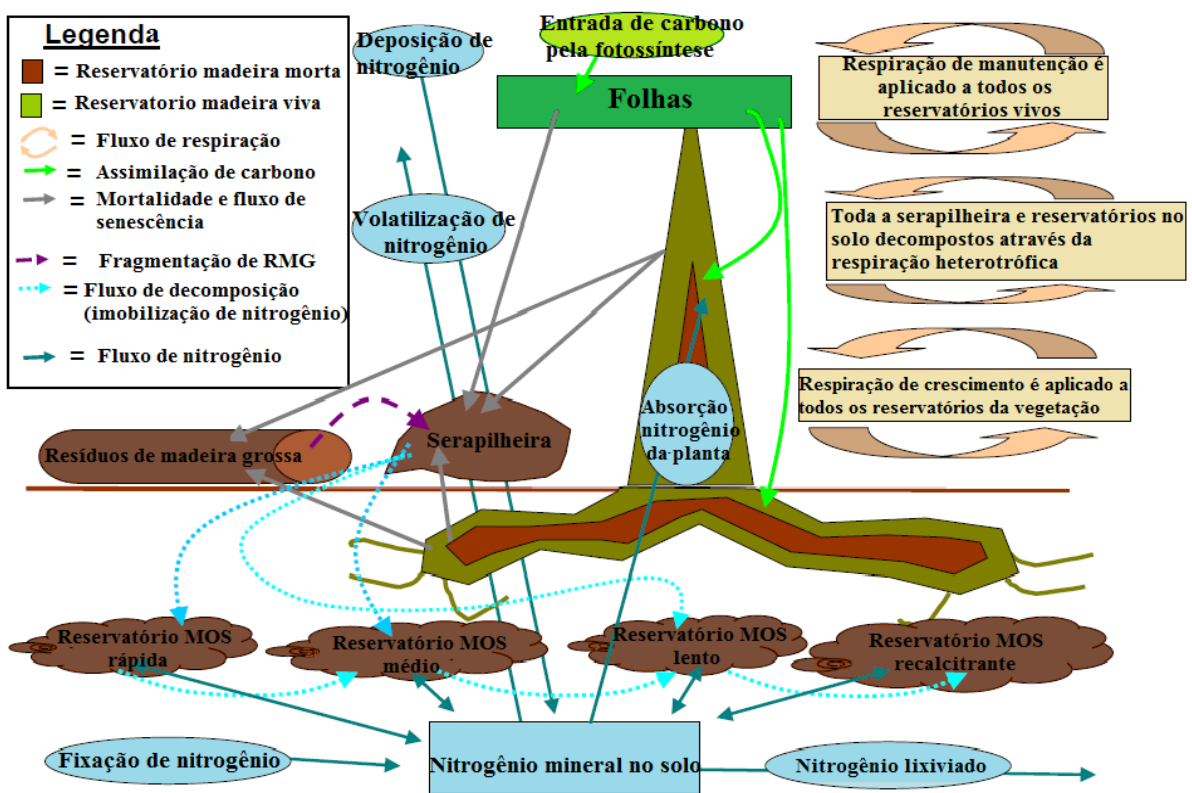 Legenda
= Reservatório madeira morta
= Reservatorio madeira viva
= Fluxo de respiração
= Assimilação de carbono
= Mortalidade e fluxo de
senescência
= Fragmentação de RMG
= Fluxo de decomposição
(imobilização de nitrogênio)
= Fluxo de nitrogênio
Deposição de
nitrogênio
Entrada de carbono
pela fotossíntese
Folhas
Volatilização de
nitrogênio
Respiração de manutenção é
aplicado a todos os
reservatórios vivos
Toda a serapilheira e reservatórios no
solo decompostos através da
respiração heterotrófica
Respiração de crescimento é aplicado a
todos os reservatórios da vegetação
Resíduos de madeira grossa
Serapilheira
Absorção
nitrogênio
da planta
Reservatório MOS
rápida
Reservatório MOS
médio
Reservatório MOS
lento
Reservatório MOS
recalcitrante
Fixação de nitrogênio
Nitrogênio mineral no solo
Nitrogênio lixiviado